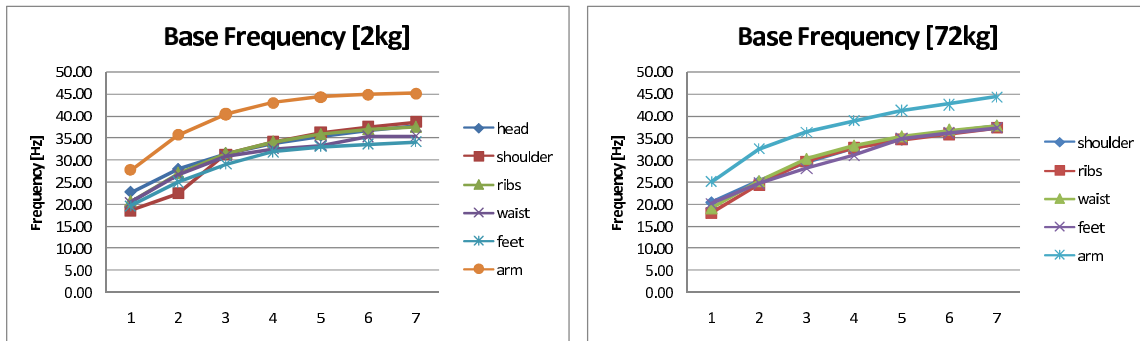 Base Frequency [2kg]
Frequency [Hz]
50.00
45.00
40.00
35.00
30.00
25.00
20.00
15.00
10.00
5.00
0.00
1 2 3 4 5 6 7
head
shoulder
ribs
waist
feet
arm
Base Frequency [72kg]
Frequency [Hz]
50.00
45.00
40.00
35.00
30.00
25.00
20.00
15.00
10.00
5.00
0.00
1 2 3 4 5 6 7
shoulder
ribs
waist
feet
arm